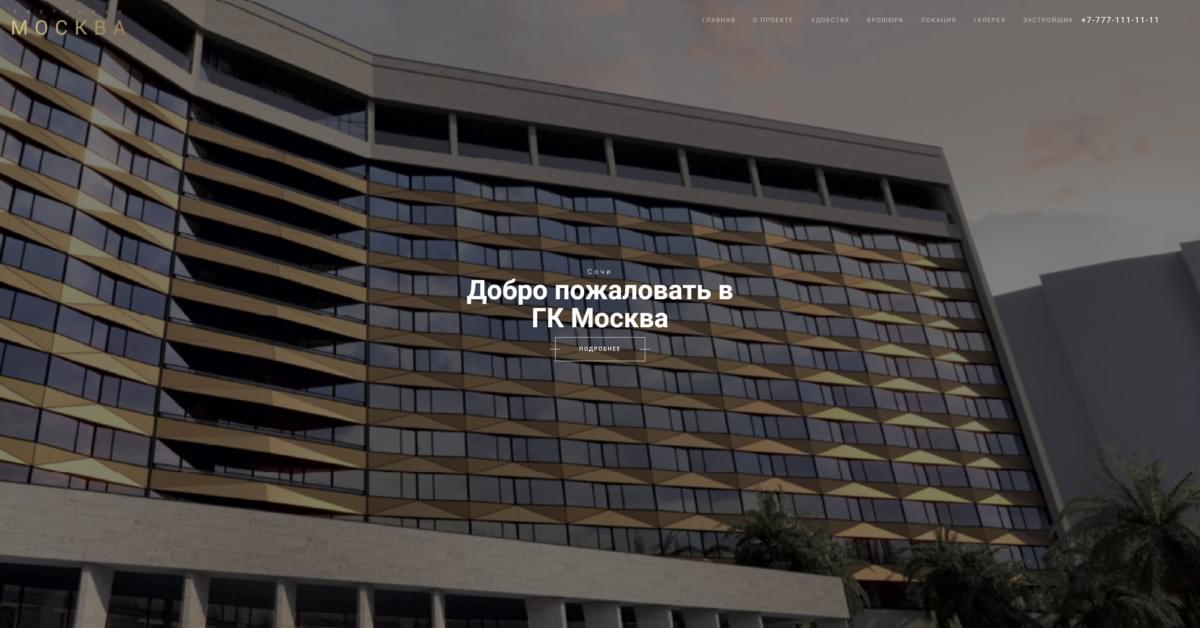 МОСКВА
ГЛАВНАЯ О ПРОЕКТЕ УДОБСТВА БРОШЮРА ЛОКАЦИЯ ГАЛЕРЕЯ ЗАСТРОЙЩИК +7-777-111-11-11
Сочи
Добро пожаловать в
ГК Москва
ПОДРОБНЕЕ